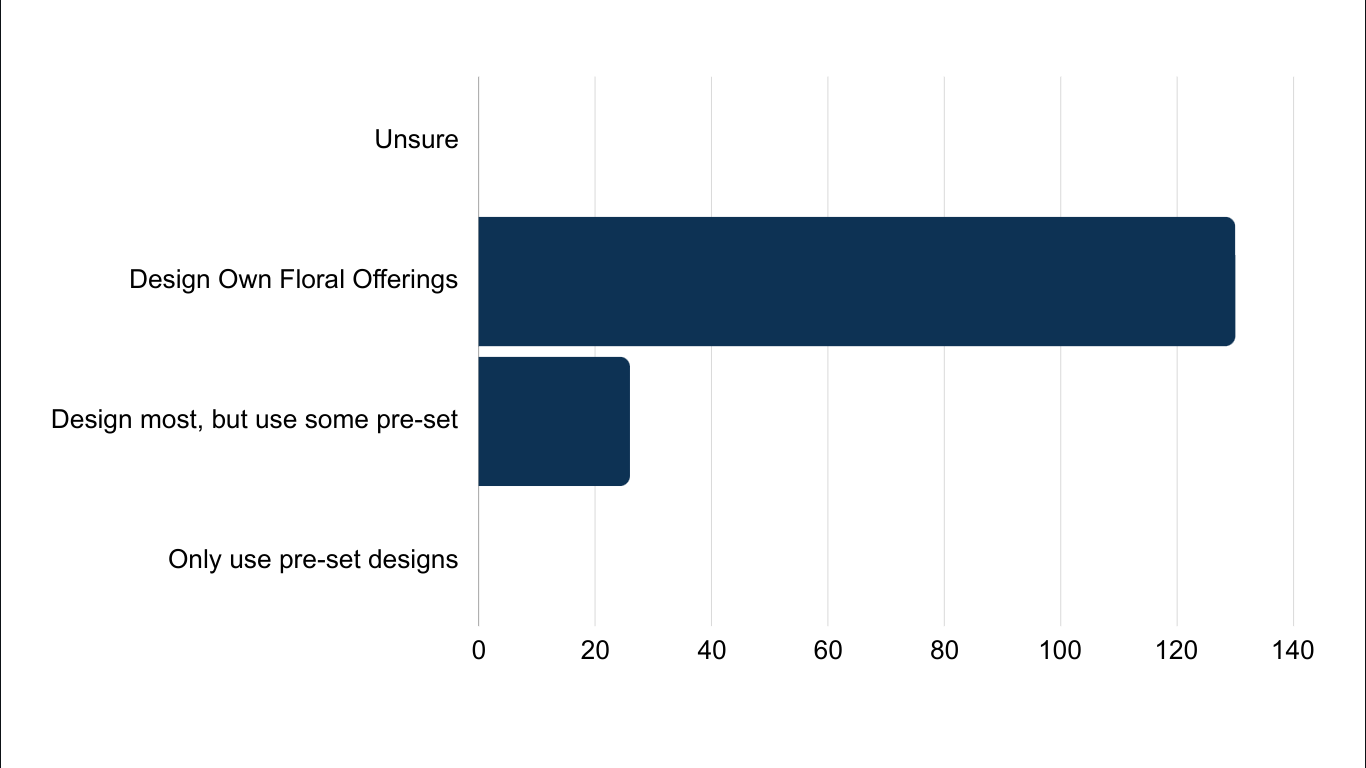 Unsure
Design Own Floral Offerings
Design most, but use some pre-set
Only use pre-set designs
0 20 40 60 80 100 120 140